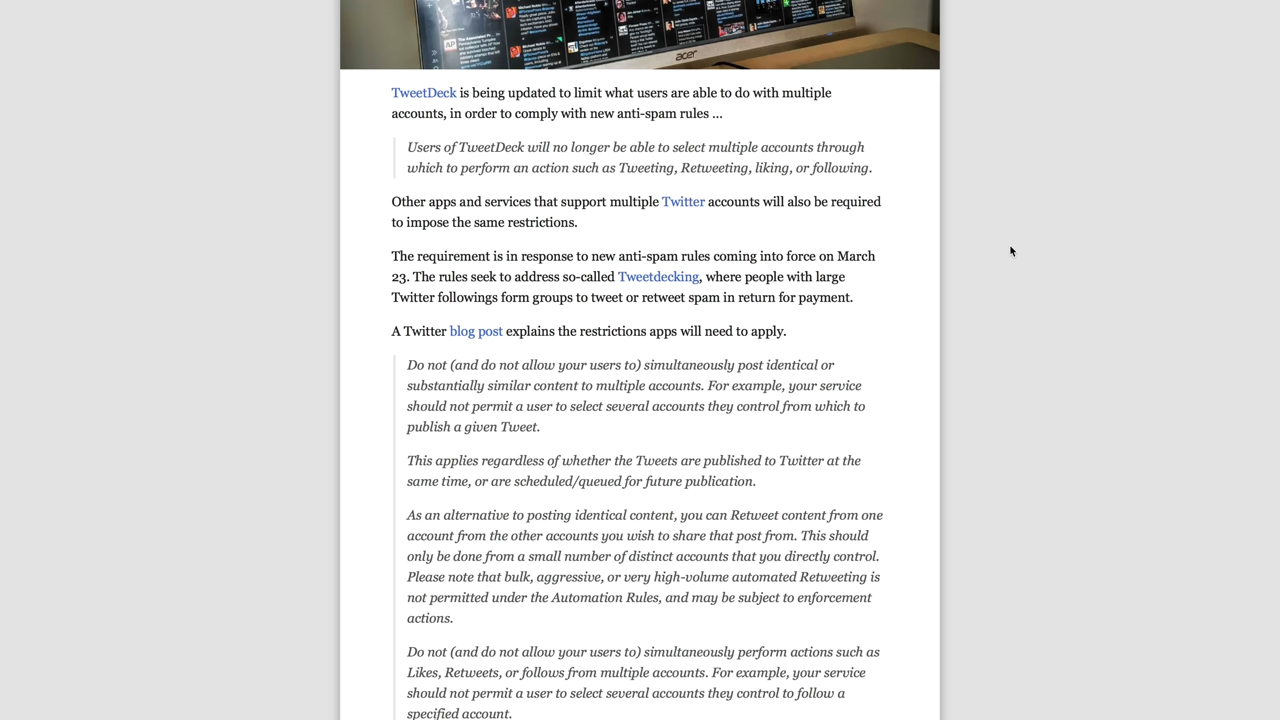 acer
TweetDeck is being updated to limit what users are able to do with multiple
accounts, in order to comply with new anti-spam rules ...
Users of TweetDeck will no longer be able to select multiple accounts through
which to perform an action such as Tweeting, Retweeting, liking, or following.
Other apps and services that support multiple Twitter accounts will also be required
to impose the same restrictions.
The requirement is in response to new anti-spam rules coming into force on March
23. The rules seek to address so-called Tweetdecking, where people with large
Twitter followings form groups to tweet or retweet spam in return for payment.
A Twitter blog post explains the restrictions apps will need to apply.
Do not (and do not allow your users to) simultaneously post identical or
substantially similar content to multiple accounts. For example, your service
should not permit a user to select several accounts they control from which to
publish a given Tweet.
This applies regardless of whether the Tweets are published to Twitter at the
same time, or are scheduled/queued for future publication.
As an alternative to posting identical content, you can Retweet content from one
account from the other accounts you wish to share that post from. This should
only be done from a small number of distinct accounts that you directly control.
Please note that bulk, aggressive, or very high-volume automated Retweeting is
not permitted under the Automation Rules, and may be subject to enforcement
actions.
Do not (and do not allow your users to) simultaneously perform actions such as
Likes, Retweets, or follows from multiple accounts. For example, your service
should not permit a user to select several accounts they control to follow a
specified account.